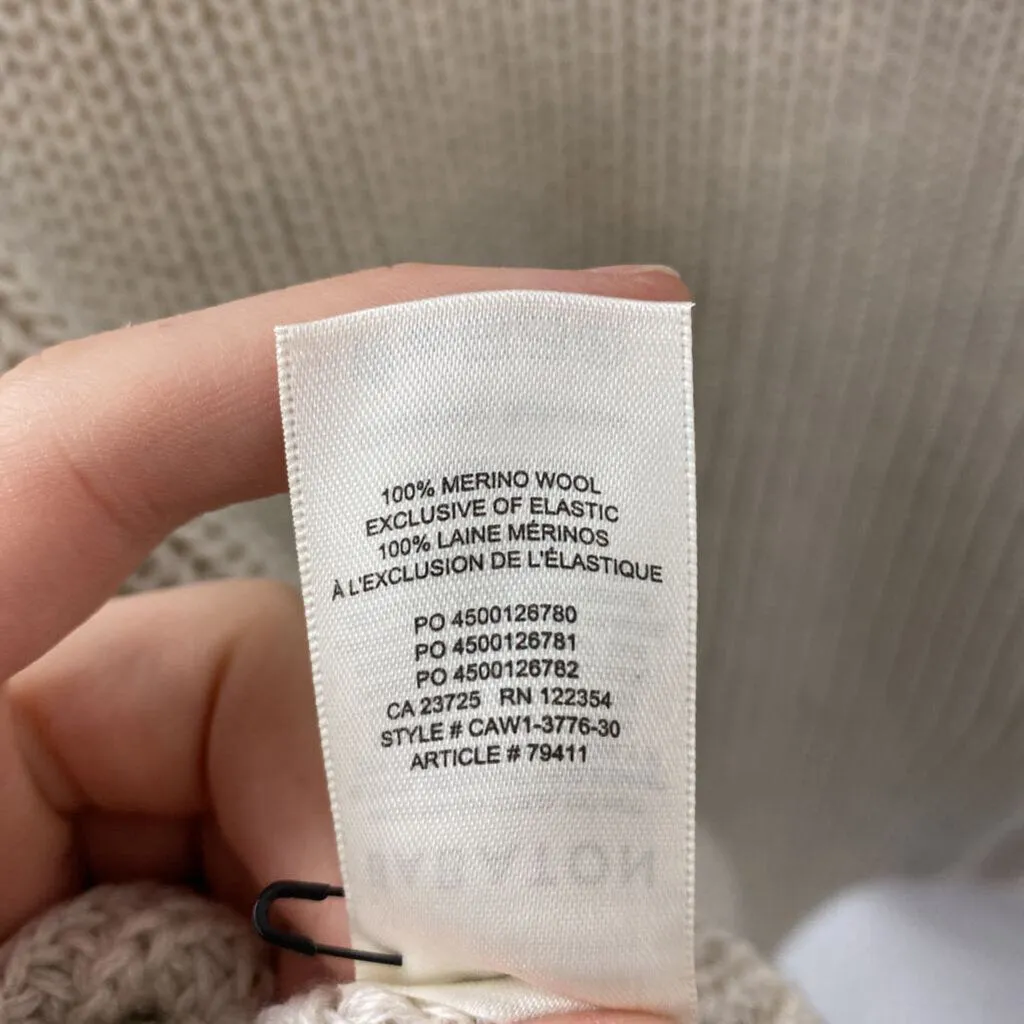 100% MERINO WOOL
EXCLUSIVE OF ELASTIC
100% LAINE MÉRINOS
À L'EXCLUSION DE L'ÉLASTIQUE
PO 4500126780
PO 4500126781
PO 4500126782
CA 23725 RN 122354
STYLE # CAW1-3776-30
ARTICLE # 79411